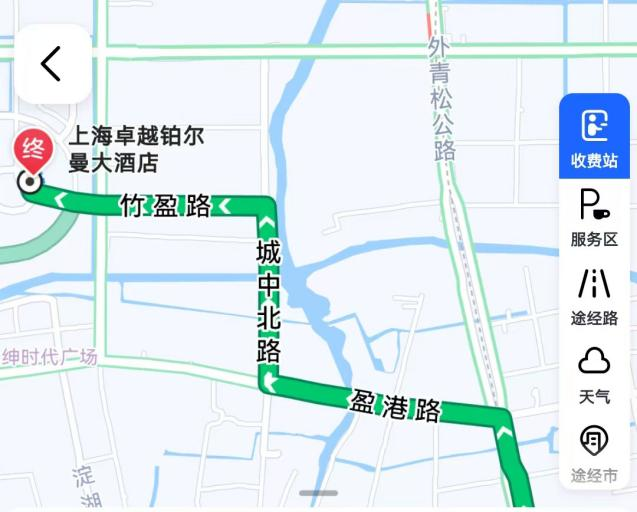 外青松公路
终
上海卓越铂尔
曼大酒店
竹盈路
城中北路
绅时代广场
盈港路
淀湖
收费站
服务区
途经路
天气
途经市